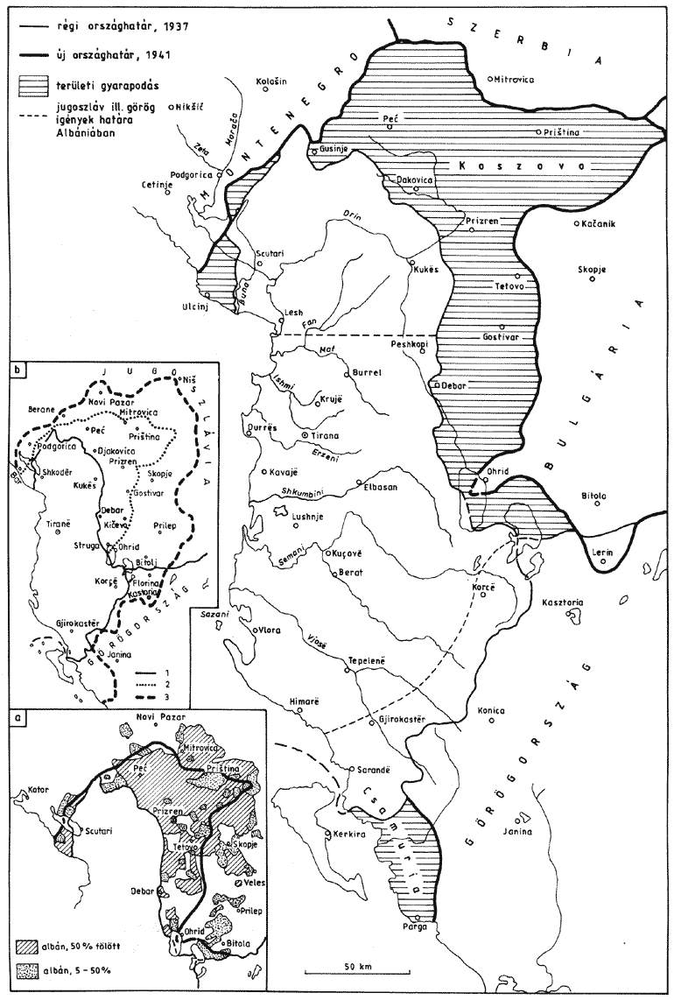 régi országhatár, 1937
új országhatár, 1941
területi gyarapodás
jugoszláv ill. görög
igények határa
Albániában
SZERBIA
MONTENEGRO
Kolašin
Nikšić
Morača
Zeta
Podgorica
Cetinje
Mitrovica
Peć
Priština
Gusinje
Koszovo
Đakovica
Drin
Prizren
Kačanik
Scutari
Kukës
Skopje
Tetovo
Buna
Ulcinj
Lesh
Fan
Gostivar
Mat
Peshkopi
BULGÁRIA
Burrel
Ishmi
Debar
Krujë
Durrës
Tirana
Erzeni
Kavajë
Ohrid
Shkumbini
Elbasan
Bitola
Lushnje
Semani
Kuçovë
Lerin
Berat
Korcë
Kasztoria
Sazani
Vlora
Vjosë
Tepelenë
Himarë
Gjirokastër
Konica
GÖRÖGORSZÁG
Sarandë
Csamuria
Kerkira
Janina
Parga
50 km
b
JUGOSZLÁVIA
Niš
Novi Pazar
Berane
Mitrovica
Peć
Priština
Podgorica
Djakovica
Bar
Prizren
Shkodër
Skopje
Kukës
Gostivar
Debar
Tiranë
Kičevo
Prilep
Struga
Ohrid
Bitolj
Korçë
Florina
Kastoria
Gjirokastër
GÖRÖGORSZÁG
Janina
1
2
3
a
Novi Pazar
Mitrovica
Peć
Priština
Kotor
Prizren
Scutari
Tetovo
Skopje
Veles
Debar
Prilep
Ohrid
Bitola
albán, 50% fölött
albán, 5-50%